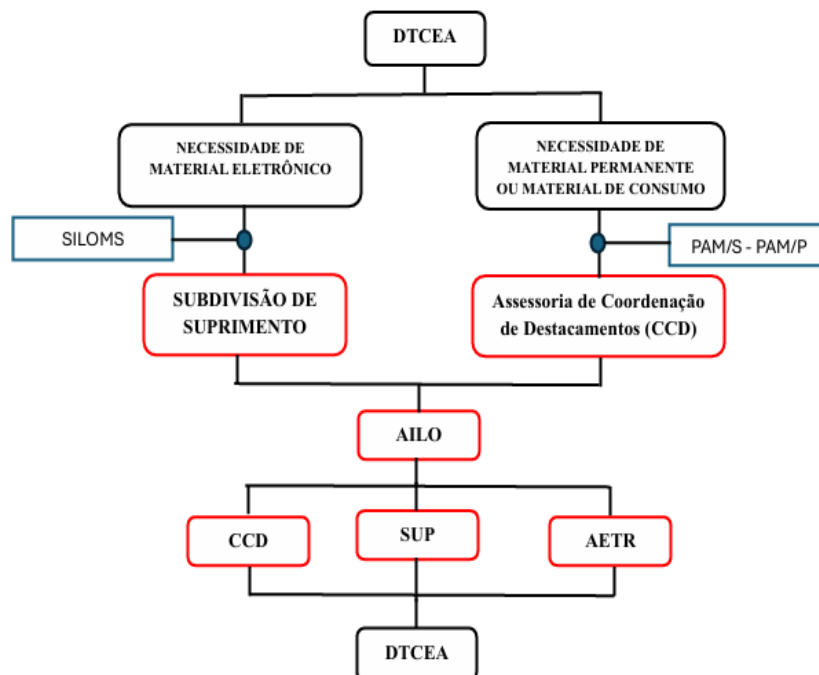 DTCEA
NECESSIDADE DE
MATERIAL ELETRÔNICO
NECESSIDADE DE
MATERIAL PERMANENTE
OU MATERIAL DE CONSUMO
SILOMS
PAM/S - PAM/P
SUBDIVISÃO DE
SUPRIMENTO
Assessoria de Coordenação
de Destacamentos (CCD)
AILO
CCD
SUP
AETR
DTCEA